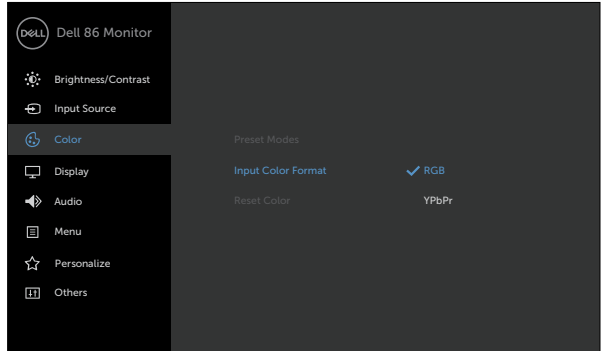 DELL Dell 86 Monitor
Brightness/Contrast
Input Source
Color
Preset Modes
Display
Input Color Format ✓ RGB
Audio
Reset Color YPbPr
Menu
Personalize
Others